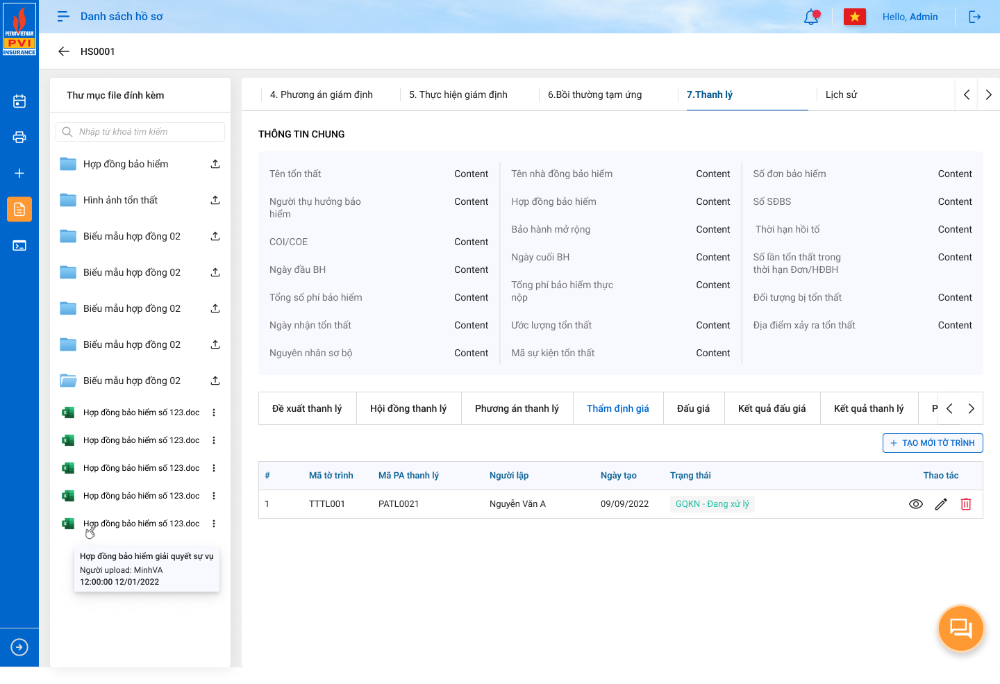 PETROVIETNAM
PVI
INSURANCE
Danh sách hồ sơ
Hello, Admin
HS0001
Thư mục file đính kèm
Nhập từ khoá tìm kiếm
Hợp đồng bảo hiểm
Hình ảnh tổn thất
Biểu mẫu hợp đồng 02
Biểu mẫu hợp đồng 02
Biểu mẫu hợp đồng 02
Biểu mẫu hợp đồng 02
Biểu mẫu hợp đồng 02
Hợp đồng bảo hiểm số 123.doc
Hợp đồng bảo hiểm số 123.doc
Hợp đồng bảo hiểm số 123.doc
Hợp đồng bảo hiểm số 123.doc
Hợp đồng bảo hiểm số 123.doc
Hợp đồng bảo hiểm giải quyết sự vụ
Người upload: MinhVA
12:00:00 12/01/2022
4. Phương án giám định 5. Thực hiện giám định 6.Bồi thường tạm ứng 7.Thanh lý Lịch sử
THÔNG TIN CHUNG
Tên tổn thất Content
Người thụ hưởng bảo Content
hiểm
COI/COE Content
Ngày đầu BH Content
Tổng số phí bảo hiểm Content
Ngày nhận tổn thất Content
Nguyên nhân sơ bộ Content
Tên nhà đồng bảo hiểm Content
Hợp đồng bảo hiểm Content
Bảo hành mở rộng Content
Ngày cuối BH Content
Tổng phí bảo hiểm thực Content
nộp
Ước lượng tổn thất Content
Mã sự kiện tổn thất Content
Số đơn bảo hiểm Content
Số SĐBS Content
Thời hạn hồi tố Content
Số lần tổn thất trong Content
thời hạn Đơn/HĐBH
Đối tượng bị tổn thất Content
Địa điểm xảy ra tổn thất Content
Đề xuất thanh lý Hội đồng thanh lý Phương án thanh lý Thẩm định giá Đấu giá Kết quả đấu giá Kết quả thanh lý P
+ TẠO MỚI TỜ TRÌNH
# Mã tờ trình Mã PA thanh lý Người lập Ngày tạo Trạng thái Thao tác
1 TTTL001 PATL0021 Nguyễn Văn A 09/09/2022 GQKN - Đang xử lý